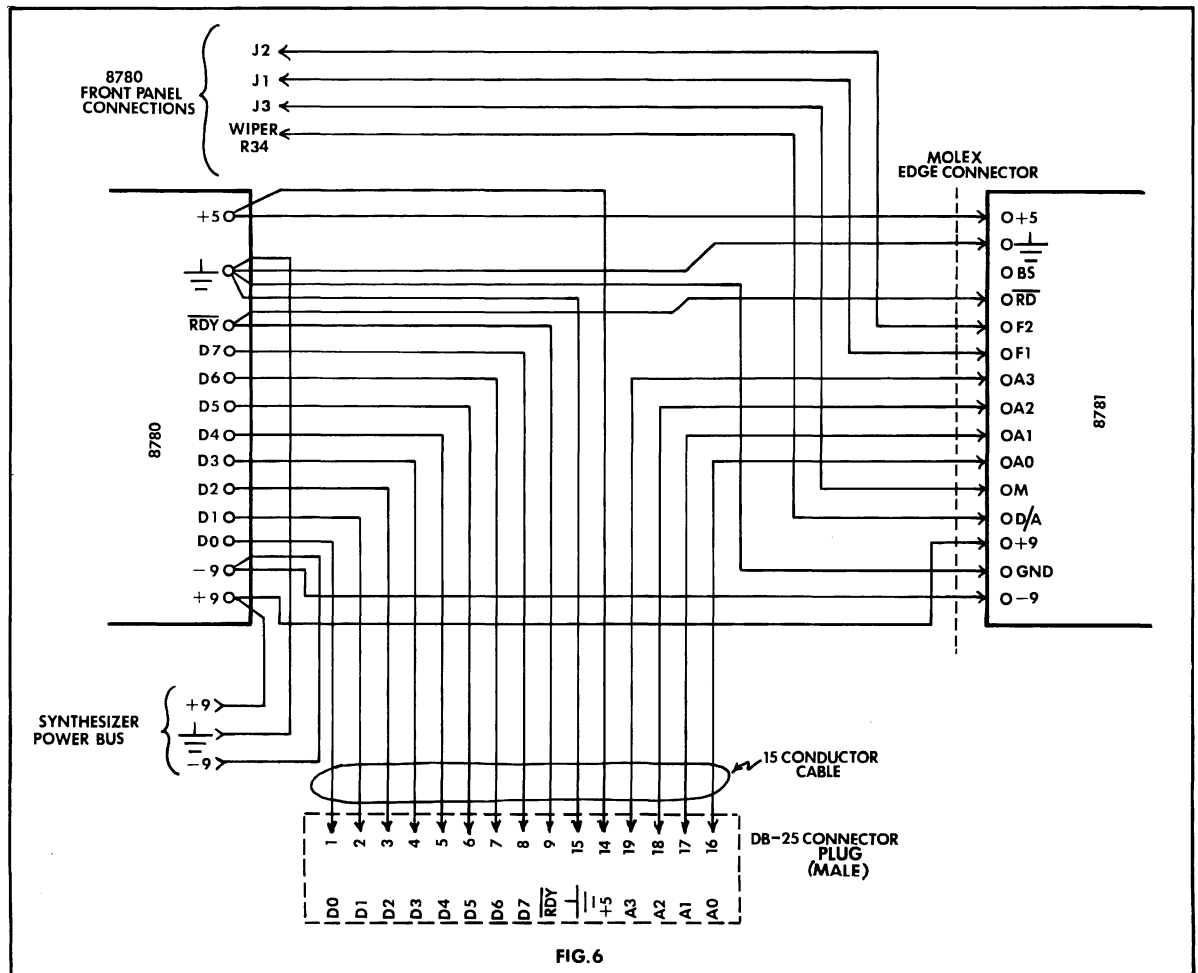 8780
FRONT PANEL
CONNECTIONS
J2
J1
J3
WIPER
R34
MOLEX
EDGE CONNECTOR
8780
+5
RDY
D7
D6
D5
D4
D3
D2
D1
D0
-9
+9
+5
BS
RD
F2
F1
A3
A2
A1
A0
M
D/A
+9
GND
-9
8781
SYNTHESIZER
POWER BUS
+9
-9
15 CONDUCTOR
CABLE
1 2 3 4 5 6 7 8 9 15 14 19 18 17 16
D0 D1 D2 D3 D4 D5 D6 D7 RDY +5 A3 A2 A1 A0
DB-25 CONNECTOR
PLUG
(MALE)
FIG.6